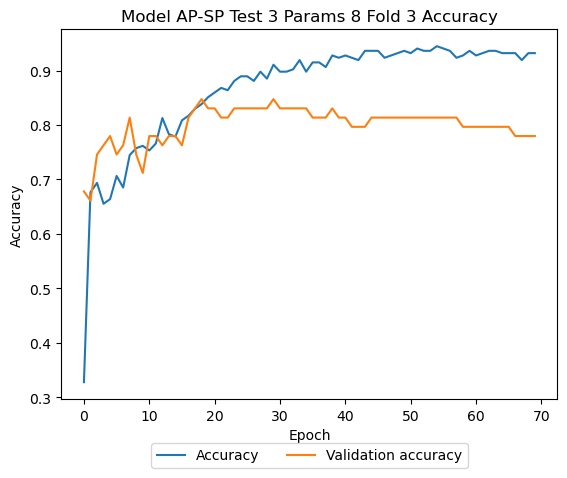 Model AP-SP Test 3 Params 8 Fold 3 Accuracy
Accuracy
0.9
0.8
0.7
0.6
0.5
0.4
0.3
0 10 20 30 40 50 60 70
Epoch
Accuracy Validation accuracy